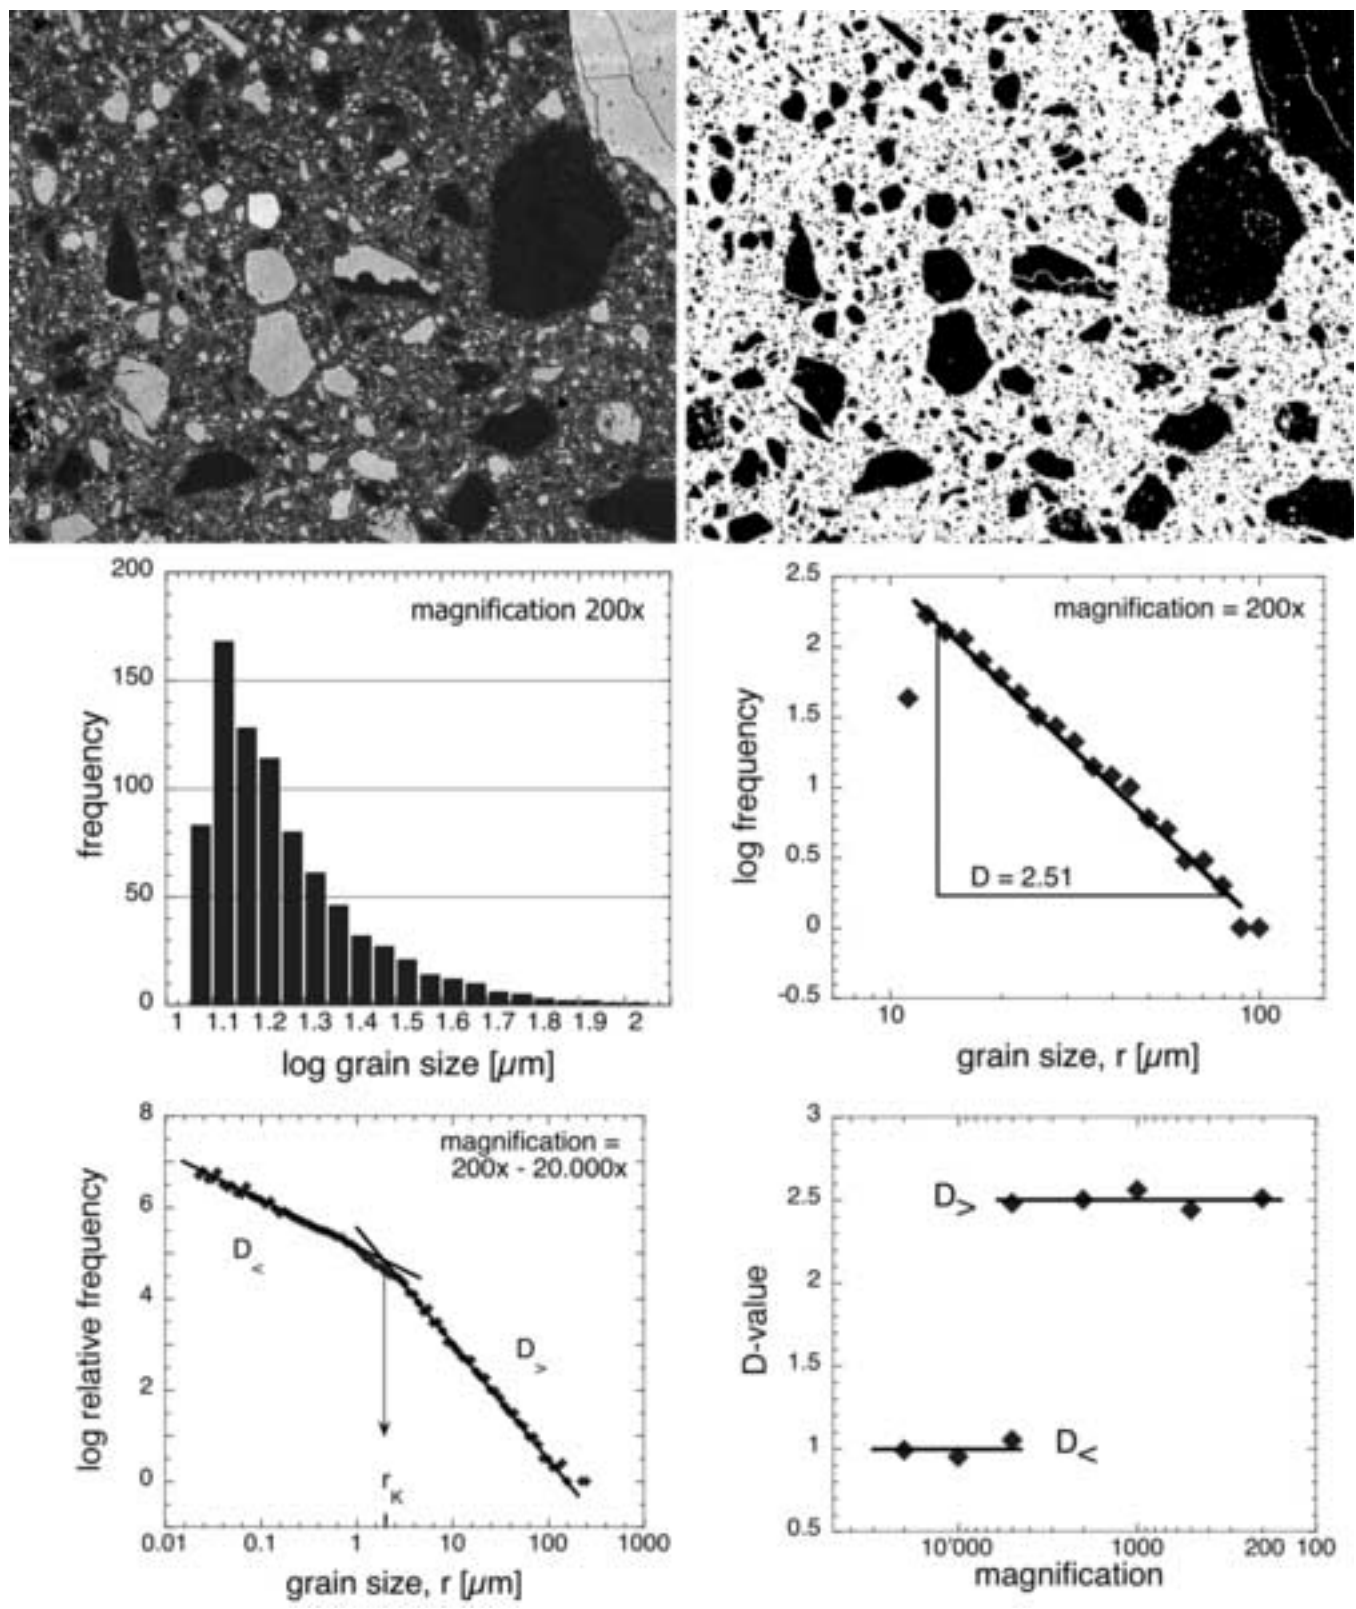 200
150
100
50
0
magnification 200x
frequency
1 1.1 1.2 1.3 1.4 1.5 1.6 1.7 1.8 1.9 2
log grain size [µm]
2.5
2
1.5
1
0.5
0
-0.5
magnification = 200x
log frequency
D = 2.51
10 100
grain size, r [µm]
8
6
4
2
0
magnification =
200x - 20.000x
log relative frequency
D<
D>
rK
0.01 0.1 1 10 100 1000
grain size, r [µm]
3
2.5
2
1.5
1
0.5
D>
D-value
D<
10'000 1000 200 100
magnification